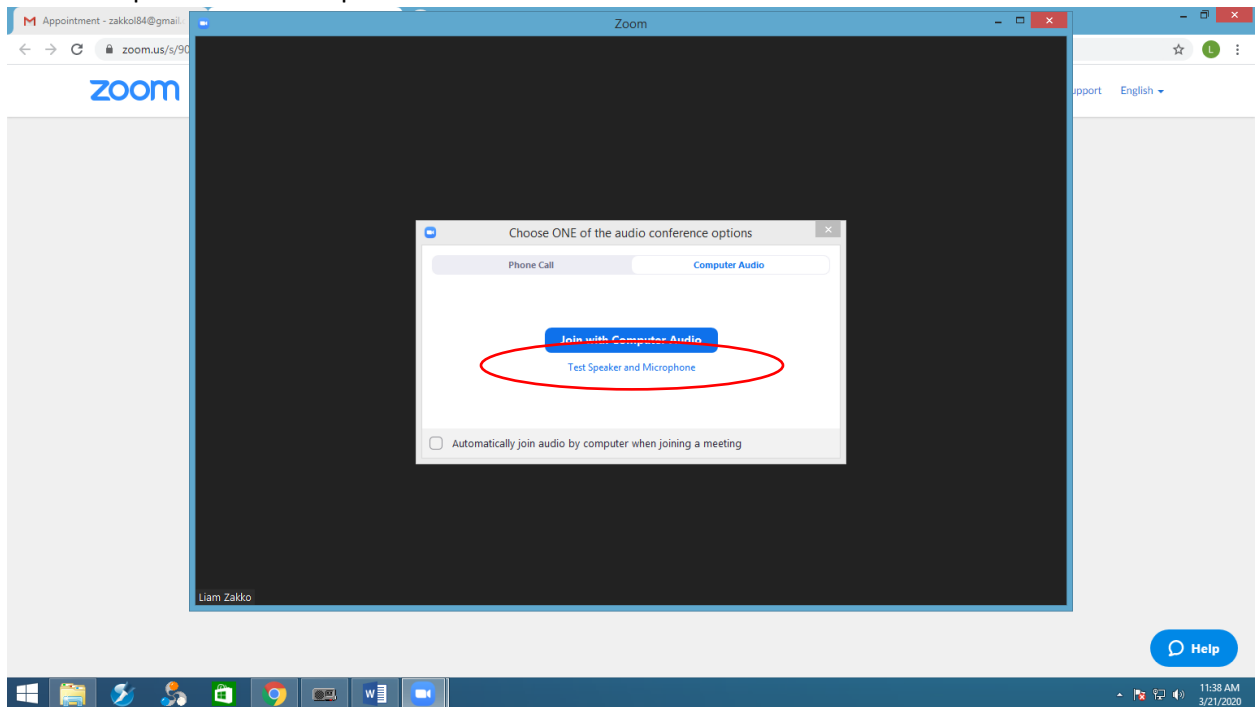 Appointment - zakkol84@gmail.
Zoom
zoom.us/s/90
L
zoom
upport English
Choose ONE of the audio conference options
Phone Call Computer Audio
Join with Computer Audio
Test Speaker and Microphone
Automatically join audio by computer when joining a meeting
Liam Zakko
Help
11:38 AM
3/21/2020